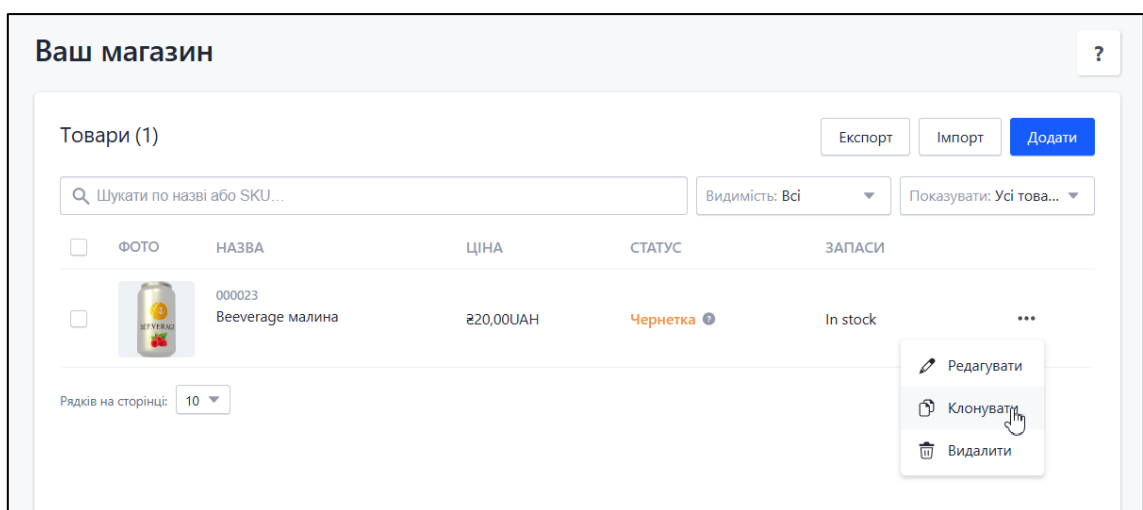 Ваш магазин
?
Товари (1)
Експорт
Імпорт
Додати
Шукати по назві або SKU...
Видимість: Всі
Показувати: Усі това...
ФОТО
НАЗВА
ЦІНА
СТАТУС
ЗАПАСИ
BEEVERAGE
000023
Beeverage малина
₴20,00UAH
Чернетка ?
In stock
Редагувати
Клонувати
Видалити
Рядків на сторінці: 10